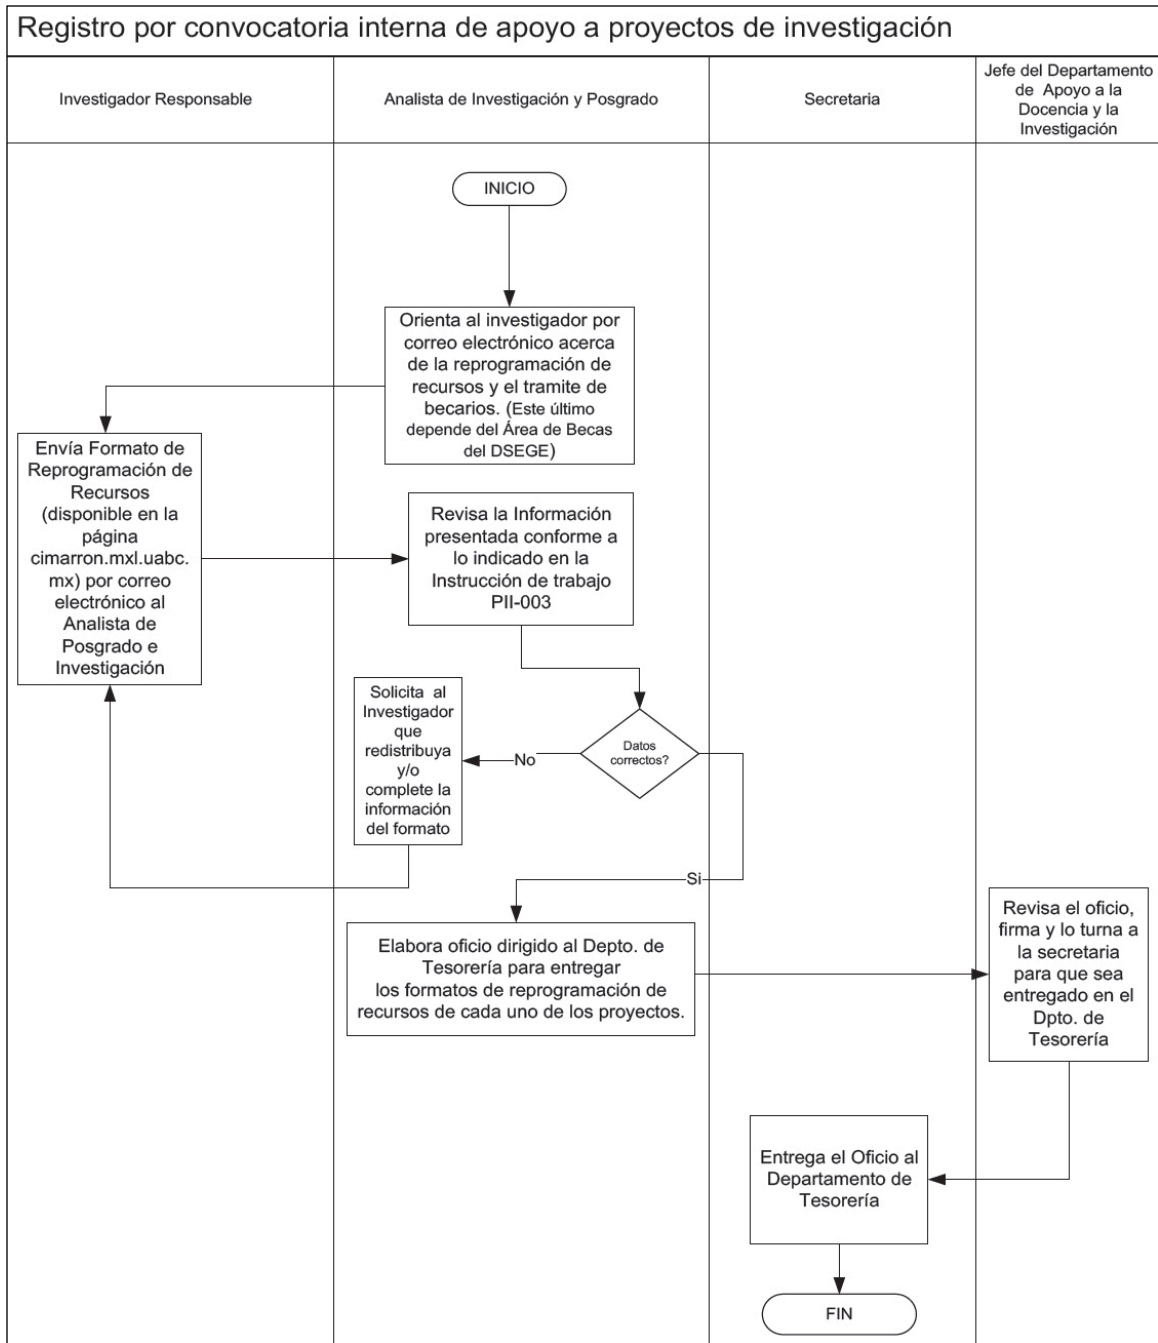 Registro por convocatoria interna de apoyo a proyectos de investigación
Investigador Responsable
Analista de Investigación y Posgrado
Secretaria
Jefe del Departamento
de Apoyo a la
Docencia y la
Investigación
INICIO
Orienta al investigador por
correo electrónico acerca
de la reprogramación de
recursos y el tramite de
becarios. (Este último
depende del Área de Becas
del DSEGE)
Envía Formato de
Reprogramación de
Recursos
(disponible en la
página
cimarron.mxl.uabc.
mx) por correo
electrónico al
Analista de
Posgrado e
Investigación
Revisa la Información
presentada conforme a
lo indicado en la
Instrucción de trabajo
PII-003
Solicita al
Investigador
que
redistribuya
y/o
complete la
información
del formato
No
Datos
correctos?
Si
Elabora oficio dirigido al Depto. de
Tesorería para entregar
los formatos de reprogramación de
recursos de cada uno de los proyectos.
Revisa el oficio,
firma y lo turna a
la secretaria
para que sea
entregado en el
Dpto. de
Tesorería
Entrega el Oficio al
Departamento de
Tesorería
FIN